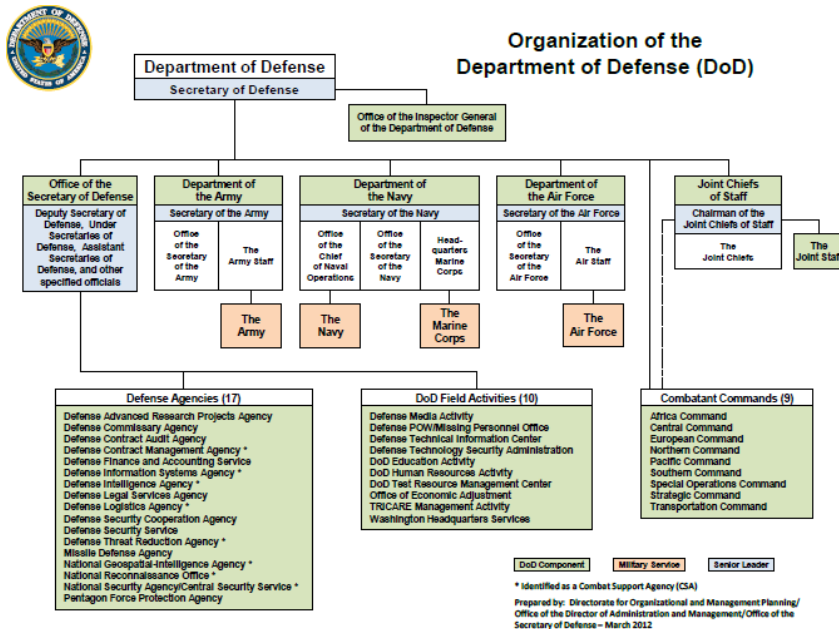 DEPARTMENT OF DEFENSE
UNITED STATES OF AMERICA
Organization of the
Department of Defense (DoD)
Department of Defense
Secretary of Defense
Office of the Inspector General
of the Department of Defense
Office of the
Secretary of Defense
Deputy Secretary of
Defense, Under
Secretaries of
Defense, Assistant
Secretaries of
Defense, and other
specified officials
Department of
the Army
Secretary of the Army
Office
of the
Secretary
of the
Army
The
Army Staff
The
Army
Department of
the Navy
Secretary of the Navy
Office
of the
Chief
of Naval
Operations
Office
of the
Secretary
of the
Navy
Head-
quarters
Marine
Corps
The
Navy
The
Marine
Corps
Department of
the Air Force
Secretary of the Air Force
Office
of the
Secretary
of the
Air Force
The
Air Staff
The
Air Force
Joint Chiefs
of Staff
Chairman of the
Joint Chiefs of Staff
The
Joint Chiefs
The
Joint Staff
Defense Agencies (17)
Defense Advanced Research Projects Agency
Defense Commissary Agency
Defense Contract Audit Agency
Defense Contract Management Agency *
Defense Finance and Accounting Service
Defense Information Systems Agency *
Defense Intelligence Agency *
Defense Legal Services Agency
Defense Logistics Agency *
Defense Security Cooperation Agency
Defense Security Service
Defense Threat Reduction Agency *
Missile Defense Agency
National Geospatial-Intelligence Agency *
National Reconnaissance Office *
National Security Agency/Central Security Service *
Pentagon Force Protection Agency
DoD Field Activities (10)
Defense Media Activity
Defense POW/Missing Personnel Office
Defense Technical Information Center
Defense Technology Security Administration
DoD Education Activity
DoD Human Resources Activity
DoD Test Resource Management Center
Office of Economic Adjustment
TRICARE Management Activity
Washington Headquarters Services
Combatant Commands (9)
Africa Command
Central Command
European Command
Northern Command
Pacific Command
Southern Command
Special Operations Command
Strategic Command
Transportation Command
DoD Component
Military Service
Senior Leader
* Identified as a Combat Support Agency (CSA)
Prepared by: Directorate for Organizational and Management Planning/
Office of the Director of Administration and Management/Office of the
Secretary of Defense – March 2012